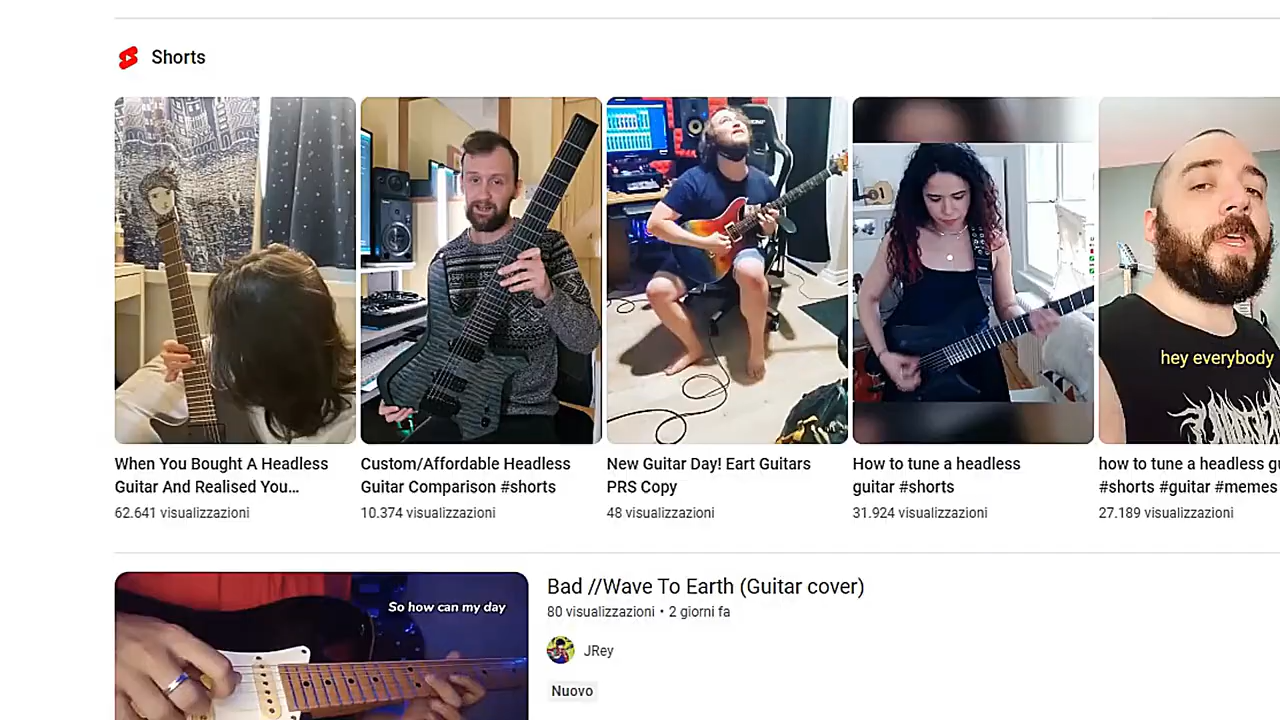 Shorts
When You Bought A Headless
Guitar And Realised You...
62.641 visualizzazioni
Custom/Affordable Headless
Guitar Comparison #shorts
10.374 visualizzazioni
New Guitar Day! Eart Guitars
PRS Copy
48 visualizzazioni
How to tune a headless
guitar #shorts
31.924 visualizzazioni
hey everybody
how to tune a headless gu
#shorts #guitar #memes
27.189 visualizzazioni
So how can my day
Bad //Wave To Earth (Guitar cover)
80 visualizzazioni • 2 giorni fa
JRey
Nuovo